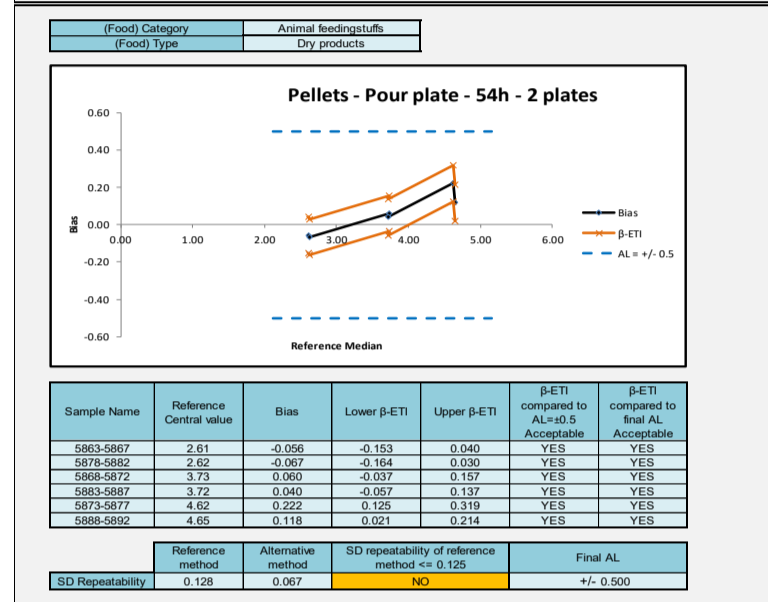 (Food) Category Animal feedingstuffs
(Food) Type Dry products
Pellets - Pour plate - 54h - 2 plates
0.60
0.40
0.20
0.00
-0.20
-0.40
-0.60
Bias
0.00 1.00 2.00 3.00 4.00 5.00 6.00
Reference Median
Bias
β-ETI
AL = +/- 0.5
Sample Name Reference Central value Bias Lower β-ETI Upper β-ETI β-ETI compared to AL=±0.5 Acceptable β-ETI compared to final AL Acceptable
5863-5867 2.61 -0.056 -0.153 0.040 YES YES
5878-5882 2.62 -0.067 -0.164 0.030 YES YES
5868-5872 3.73 0.060 -0.037 0.157 YES YES
5883-5887 3.72 0.040 -0.057 0.137 YES YES
5873-5877 4.62 0.222 0.125 0.319 YES YES
5888-5892 4.65 0.118 0.021 0.214 YES YES
Reference method Alternative method SD repeatability of reference method <= 0.125 Final AL
SD Repeatability 0.128 0.067 NO +/- 0.500